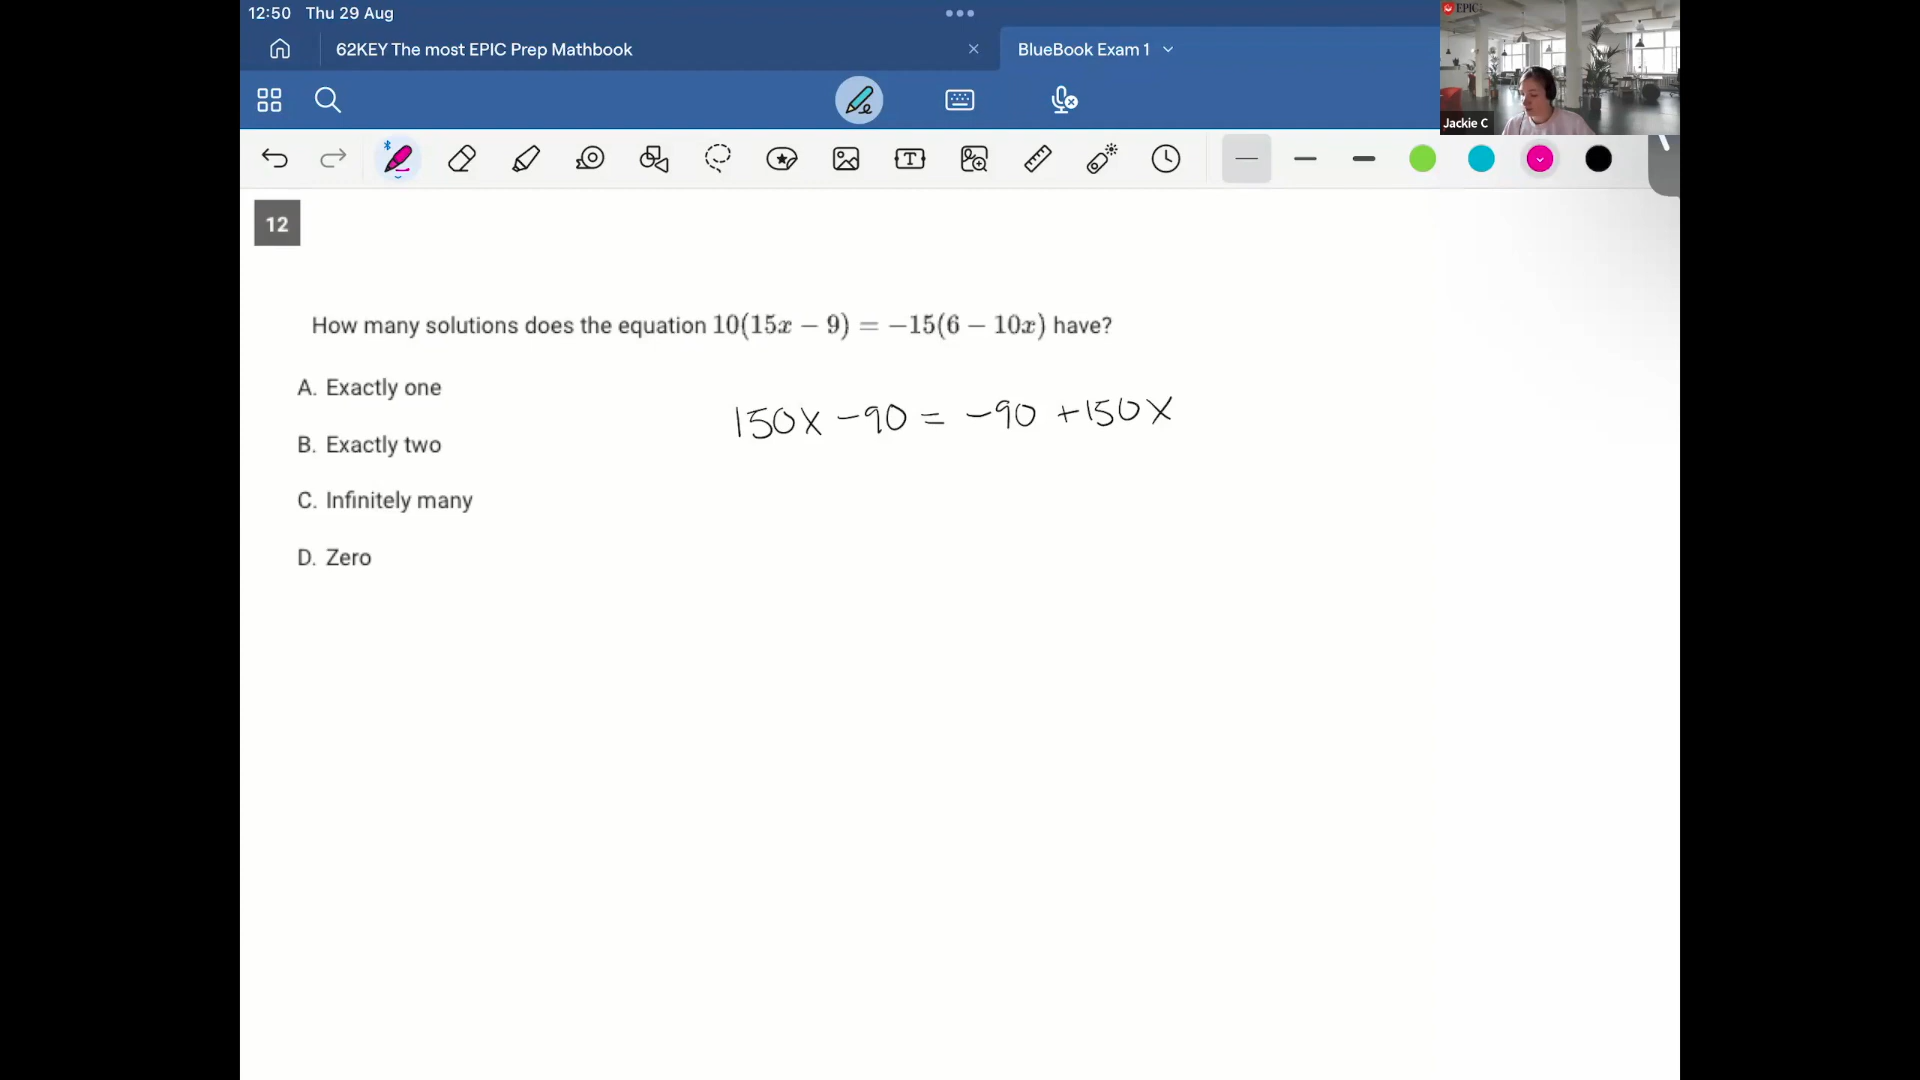 12:50 Thu 29 Aug
62KEY The most EPIC Prep Mathbook
BlueBook Exam 1
EPIC
Jackie C
12
How many solutions does the equation 10(15x − 9) = −15(6 − 10x) have?
150x − 90 = −90 + 150x
A. Exactly one
B. Exactly two
C. Infinitely many
D. Zero